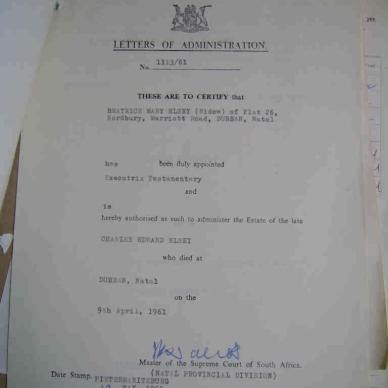 LETTERS OF ADMINISTRATION.
No. 1123/61
THESE ARE TO CERTIFY that
BEATRICE MARY ELSEY (Widow) of Flat 26,
Nordbury, Marriott Road, DURBAN, Natal
has been duly appointed
Executrix Testamentary
and
is
hereby authorised as such to administer the Estate of the late
CHARLES EDWARD ELSEY
who died at
DURBAN, Natal
on the
9th April, 1961
Master of the Supreme Court of South Africa.
(NATAL PROVINCIAL DIVISION)
Date Stamp. PIETERMARITZBURG
1961